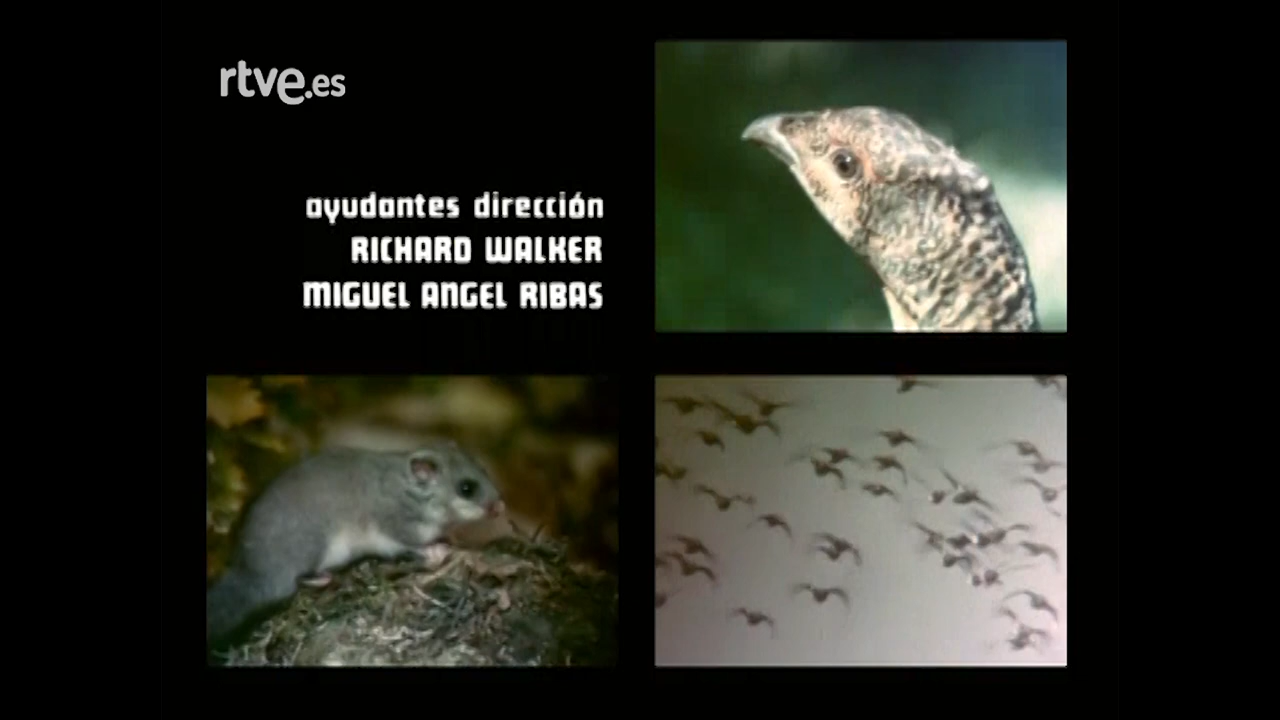 rtve.es
ayudantes dirección
RICHARD WALKER
MIGUEL ANGEL RIBAS